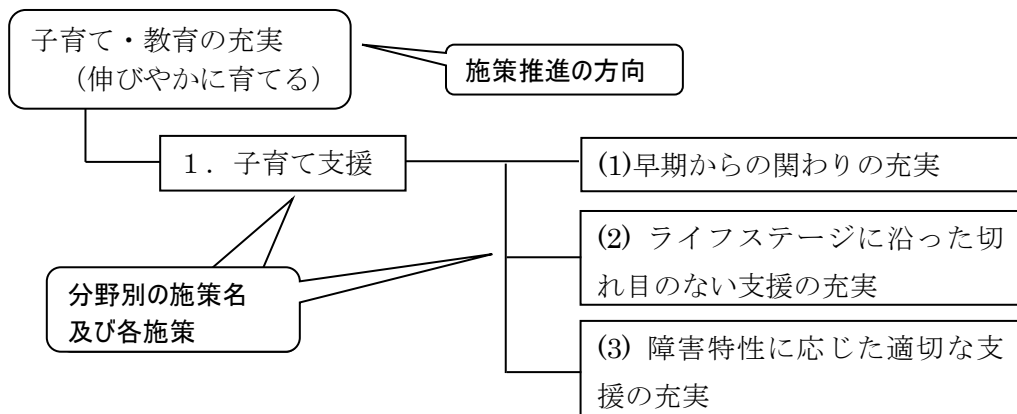 子育て・教育の充実
（伸びやかに育てる）
施策推進の方向
１．子育て支援
(1)早期からの関わりの充実
(2) ライフステージに沿った切
れ目のない支援の充実
分野別の施策名
及び各施策
(3) 障害特性に応じた適切な支
援の充実